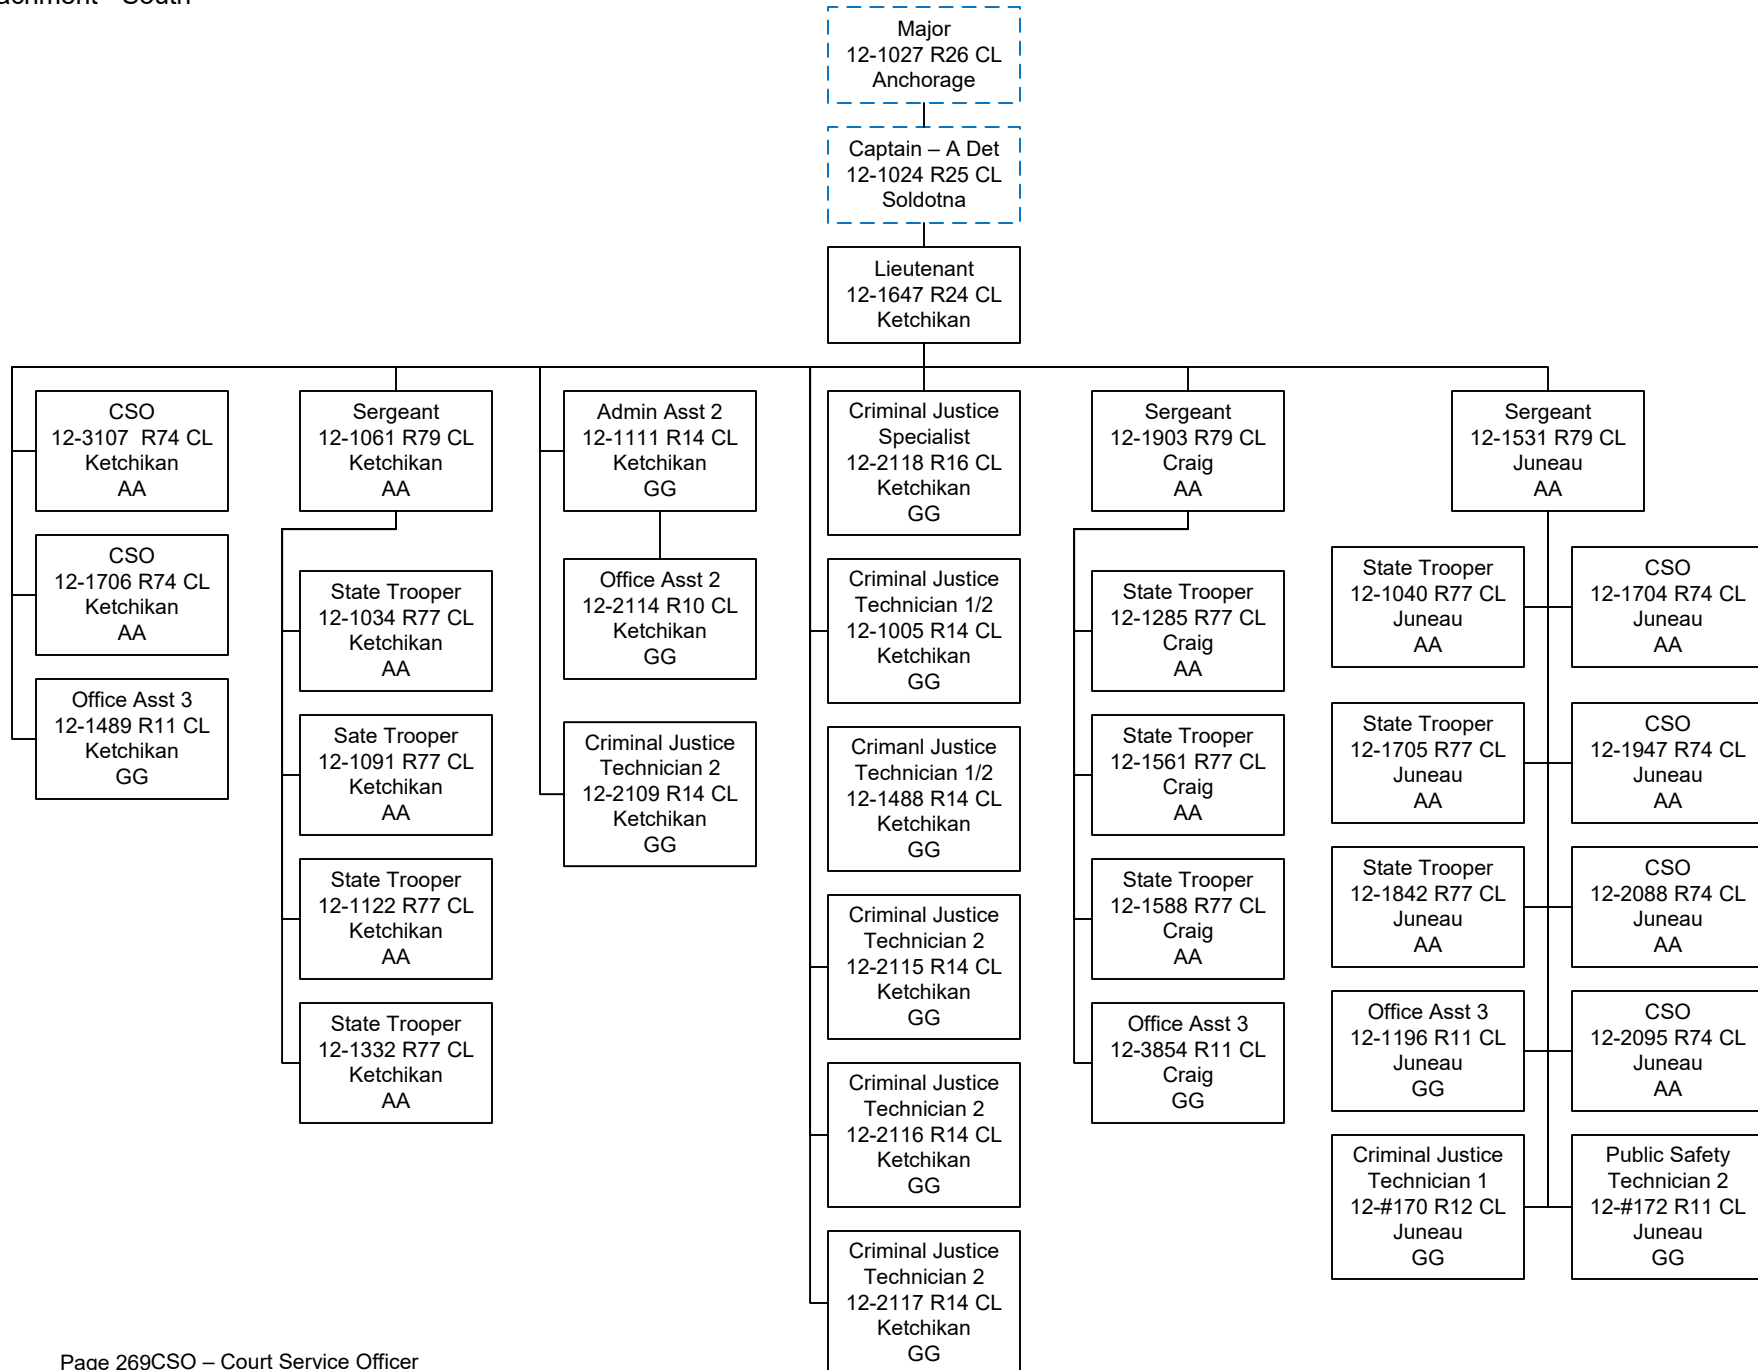 South
Major
12-1027 R26 CL
Anchorage
Captain – A Det
12-1024 R25 CL
Soldotna
Lieutenant
12-1647 R24 CL
Ketchikan
CSO
12-3107  R74 CL
Ketchikan
AA
CSO
12-1706 R74 CL
Ketchikan
AA
Office Asst 3
12-1489 R11 CL
Ketchikan
GG
Sergeant
12-1061 R79 CL
Ketchikan
AA
State Trooper
12-1034 R77 CL
Ketchikan
AA
Sate Trooper
12-1091 R77 CL
Ketchikan
AA
State Trooper
12-1122 R77 CL
Ketchikan
AA
State Trooper
12-1332 R77 CL
Ketchikan
AA
Admin Asst 2
12-1111 R14 CL
Ketchikan
GG
Office Asst 2
12-2114 R10 CL
Ketchikan
GG
Criminal Justice
Technician 2
12-2109 R14 CL
Ketchikan
GG
Criminal Justice
Specialist
12-2118 R16 CL
Ketchikan
GG
Criminal Justice
Technician 1/2
12-1005 R14 CL
Ketchikan
GG
Crimanl Justice
Technician 1/2
12-1488 R14 CL
Ketchikan
GG
Criminal Justice
Technician 2
12-2115 R14 CL
Ketchikan
GG
Criminal Justice
Technician 2
12-2116 R14 CL
Ketchikan
GG
Criminal Justice
Technician 2
12-2117 R14 CL
Ketchikan
GG
Sergeant
12-1903 R79 CL
Craig
AA
State Trooper
12-1285 R77 CL
Craig
AA
State Trooper
12-1561 R77 CL
Craig
AA
State Trooper
12-1588 R77 CL
Craig
AA
Office Asst 3
12-3854 R11 CL
Craig
GG
Sergeant
12-1531 R79 CL
Juneau
AA
State Trooper
12-1040 R77 CL
Juneau
AA
CSO
12-1704 R74 CL
Juneau
AA
State Trooper
12-1705 R77 CL
Juneau
AA
CSO
12-1947 R74 CL
Juneau
AA
State Trooper
12-1842 R77 CL
Juneau
AA
CSO
12-2088 R74 CL
Juneau
AA
Office Asst 3
12-1196 R11 CL
Juneau
GG
CSO
12-2095 R74 CL
Juneau
AA
Criminal Justice
Technician 1
12-#170 R12 CL
Juneau
GG
Public Safety
Technician 2
12-#172 R11 CL
Juneau
GG
Page 269CSO – Court Service Officer